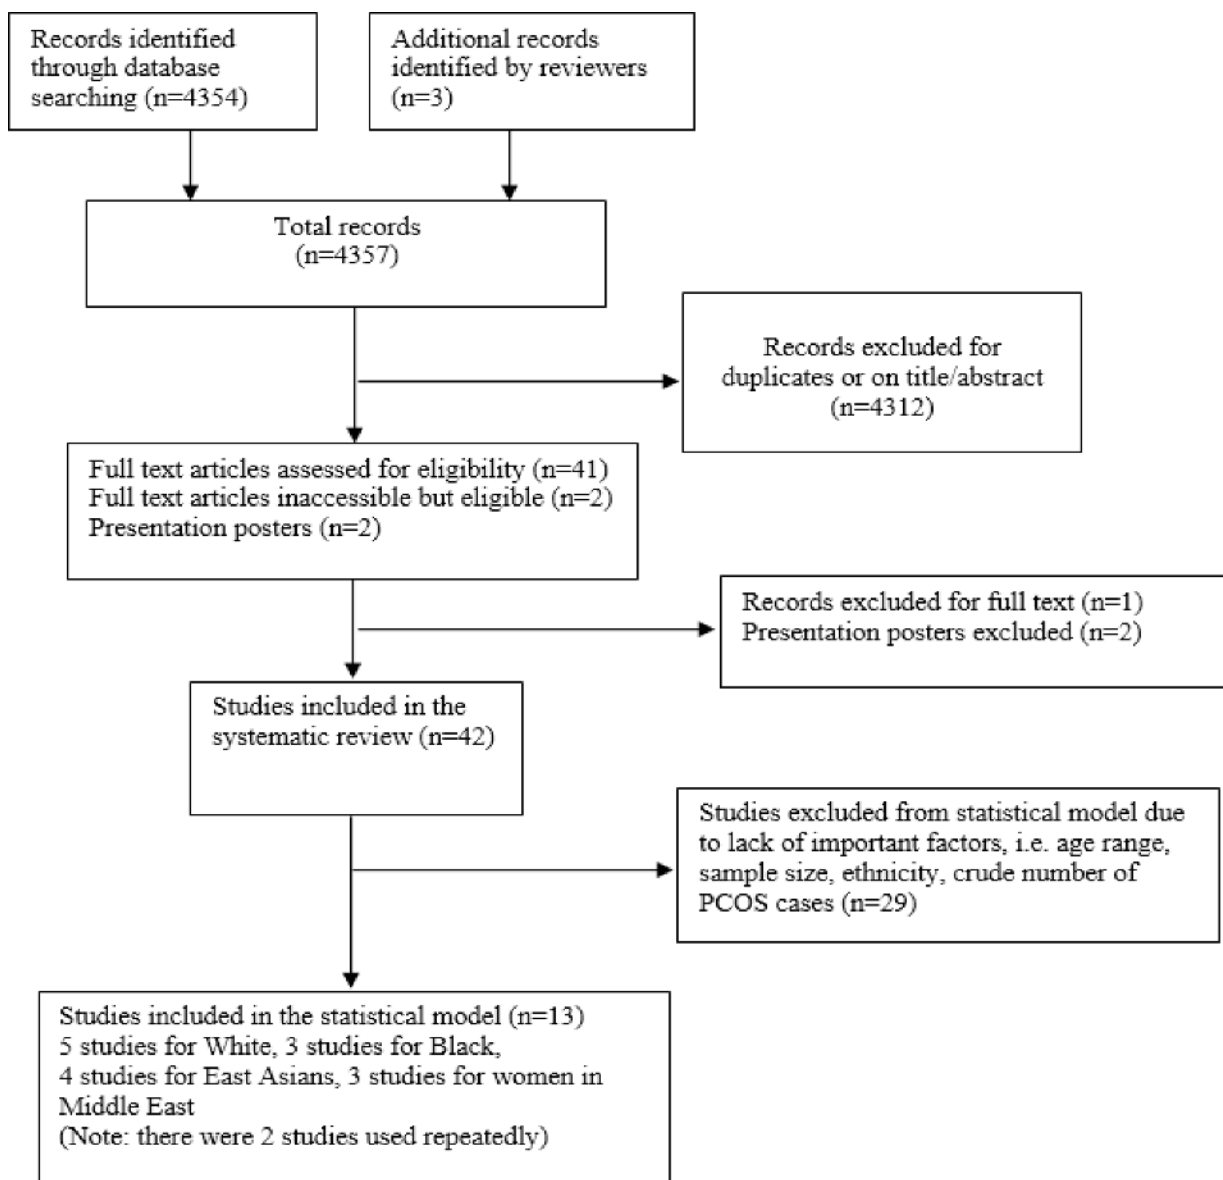 Records identified
through database
searching (n=4354)
Additional records
identified by reviewers
(n=3)
Total records
(n=4357)
Records excluded for
duplicates or on title/abstract
(n=4312)
Full text articles assessed for eligibility (n=41)
Full text articles inaccessible but eligible (n=2)
Presentation posters (n=2)
Records excluded for full text (n=1)
Presentation posters excluded (n=2)
Studies included in the
systematic review (n=42)
Studies excluded from statistical model due
to lack of important factors, i.e. age range,
sample size, ethnicity, crude number of
PCOS cases (n=29)
Studies included in the statistical model (n=13)
5 studies for White, 3 studies for Black,
4 studies for East Asians, 3 studies for women in
Middle East
(Note: there were 2 studies used repeatedly)